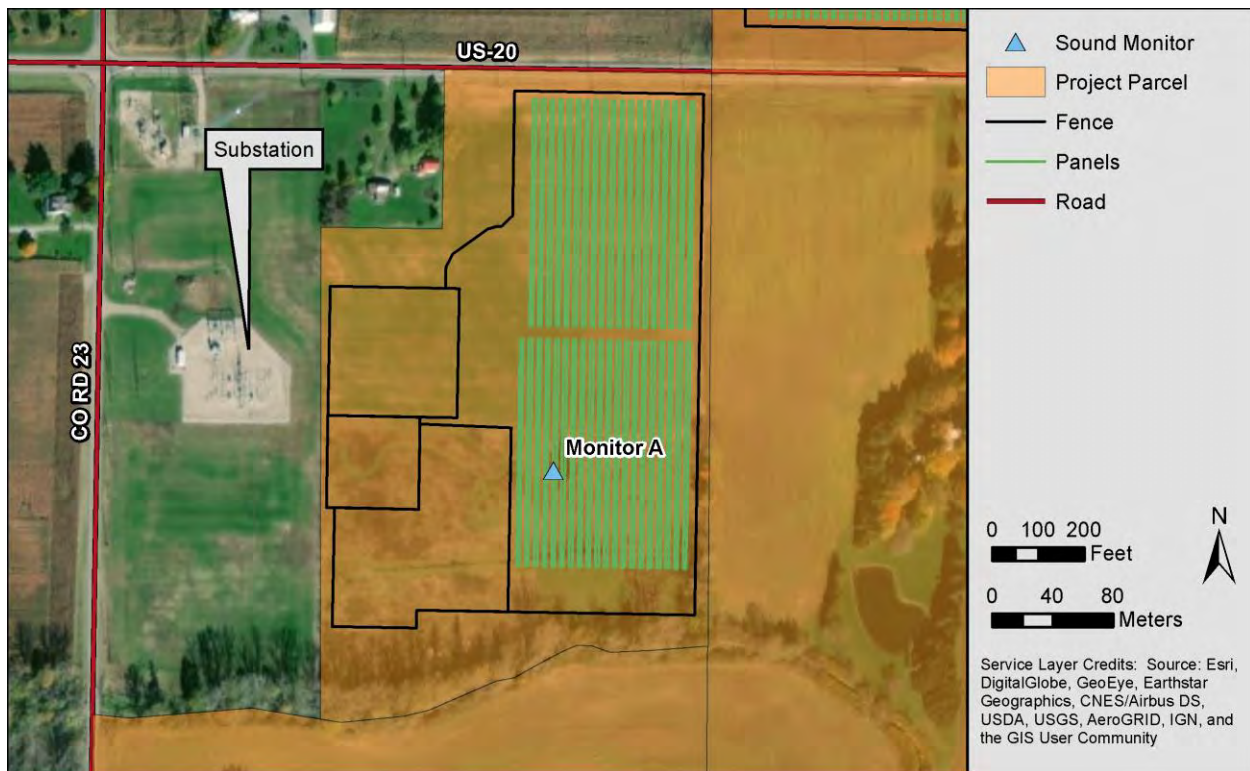 US-20
Substation
CO RD 23
Monitor A
Sound Monitor
Project Parcel
Fence
Panels
Road
0 100 200
Feet
0 40 80
Meters
N
Service Layer Credits: Source: Esri,
DigitalGlobe, GeoEye, Earthstar
Geographics, CNES/Airbus DS,
USDA, USGS, AeroGRID, IGN, and
the GIS User Community